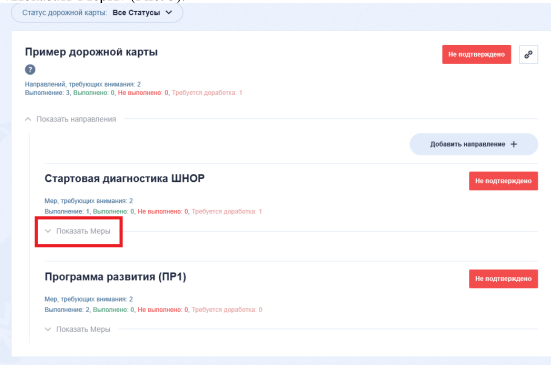 Статус дорожной карты: Все Статусы
Пример дорожной карты
Не подтверждено
?
Направлений, требующих внимания: 2
Выполнение: 3, Выполнено: 0, Не выполнено: 0, Требуется доработка: 1
Показать направления
Добавить направление +
Стартовая диагностика ШНОР
Не подтверждено
Мер, требующих внимания: 2
Выполнение: 1, Выполнено: 0, Не выполнено: 0, Требуется доработка: 1
Показать Меры
Программа развития (ПР1)
Не подтверждено
Мер, требующих внимания: 2
Выполнение: 2, Выполнено: 0, Не выполнено: 0, Требуется доработка: 0
Показать Меры